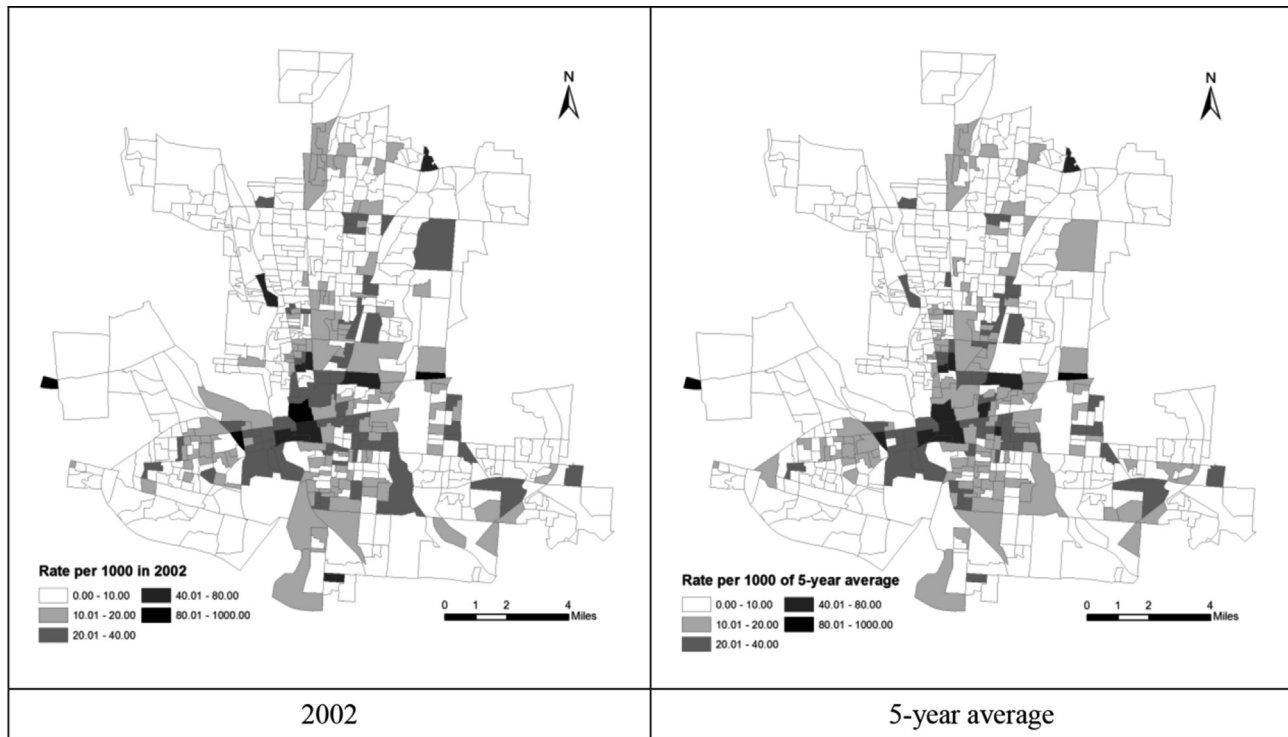 N
Rate per 1000 in 2002
0.00 - 10.00 40.01 - 80.00
10.01 - 20.00 80.01 - 1000.00
20.01 - 40.00
0 1 2 4
Miles
N
Rate per 1000 of 5-year average
0.00 - 10.00 40.01 - 80.00
10.01 - 20.00 80.01 - 1000.00
20.01 - 40.00
0 1 2 4
Miles
2002
5-year average